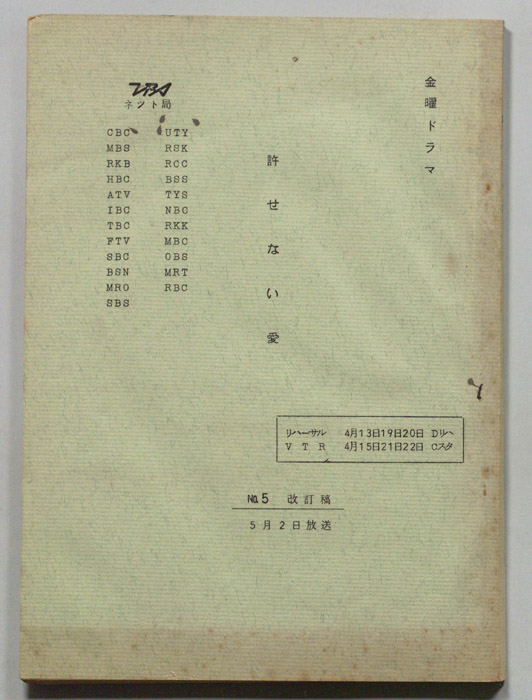 金曜ドラマ
許せない愛
TBS
ネット局
CBC UTY
MBS RSK
RKB RCC
HBC BSS
ATV TYS
IBC NBC
TBC RKK
FTV MBC
SBC OBS
BSN MRT
MRO RBC
SBS
リハーサル 4月13日19日20日 Dリハ
V T R 4月15日21日22日 Cスタ
No.5 改訂稿
5月2日放送